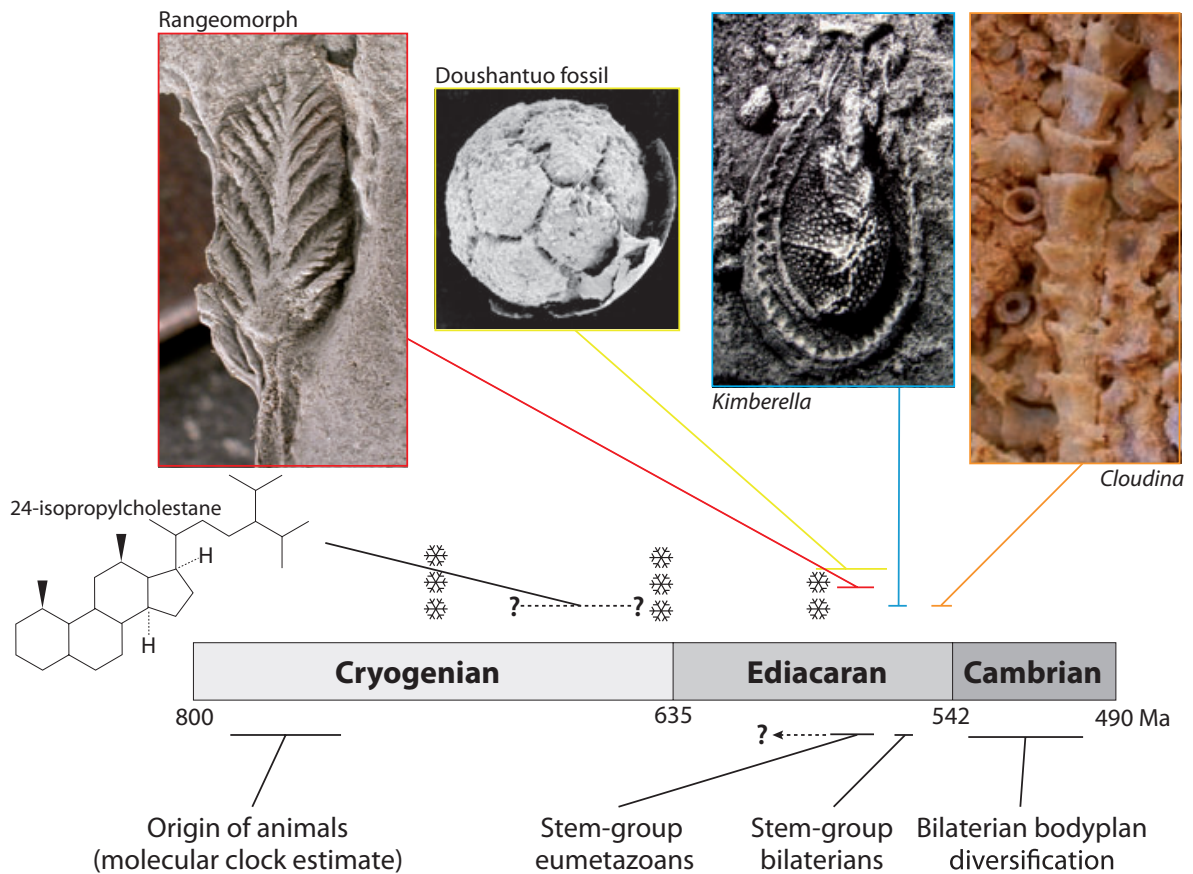 Rangeomorph
Doushantuo fossil
Kimberella
Cloudina
24-isopropylcholestane
H
H
? ?
Cryogenian Ediacaran Cambrian
800 635 542 490 Ma
?
Origin of animals
(molecular clock estimate)
Stem-group
eumetazoans
Stem-group
bilaterians
Bilaterian bodyplan
diversification